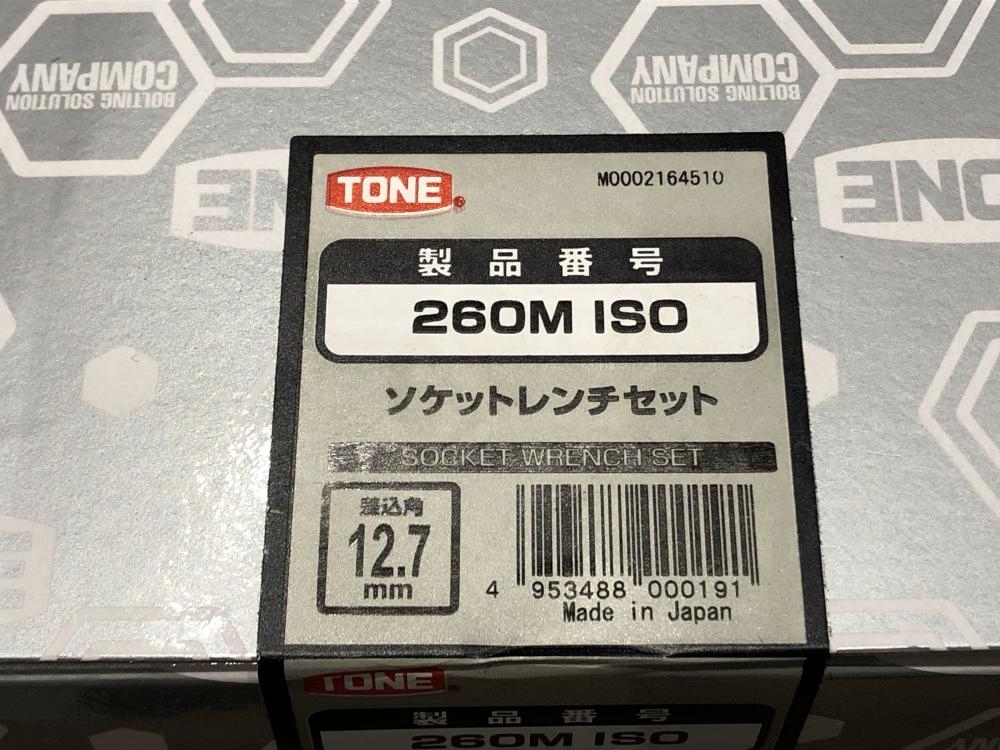 BOLTING SOLUTION
COMPANY
BOLTING SOLUTION
COMPANY
TONE
TONE
M0002164510
製品番号
260M ISO
ソケットレンチセット
SOCKET WRENCH SET
差込角
12.7
mm
4 953488 000191
Made in Japan
TONE
製品番号
260M ISO